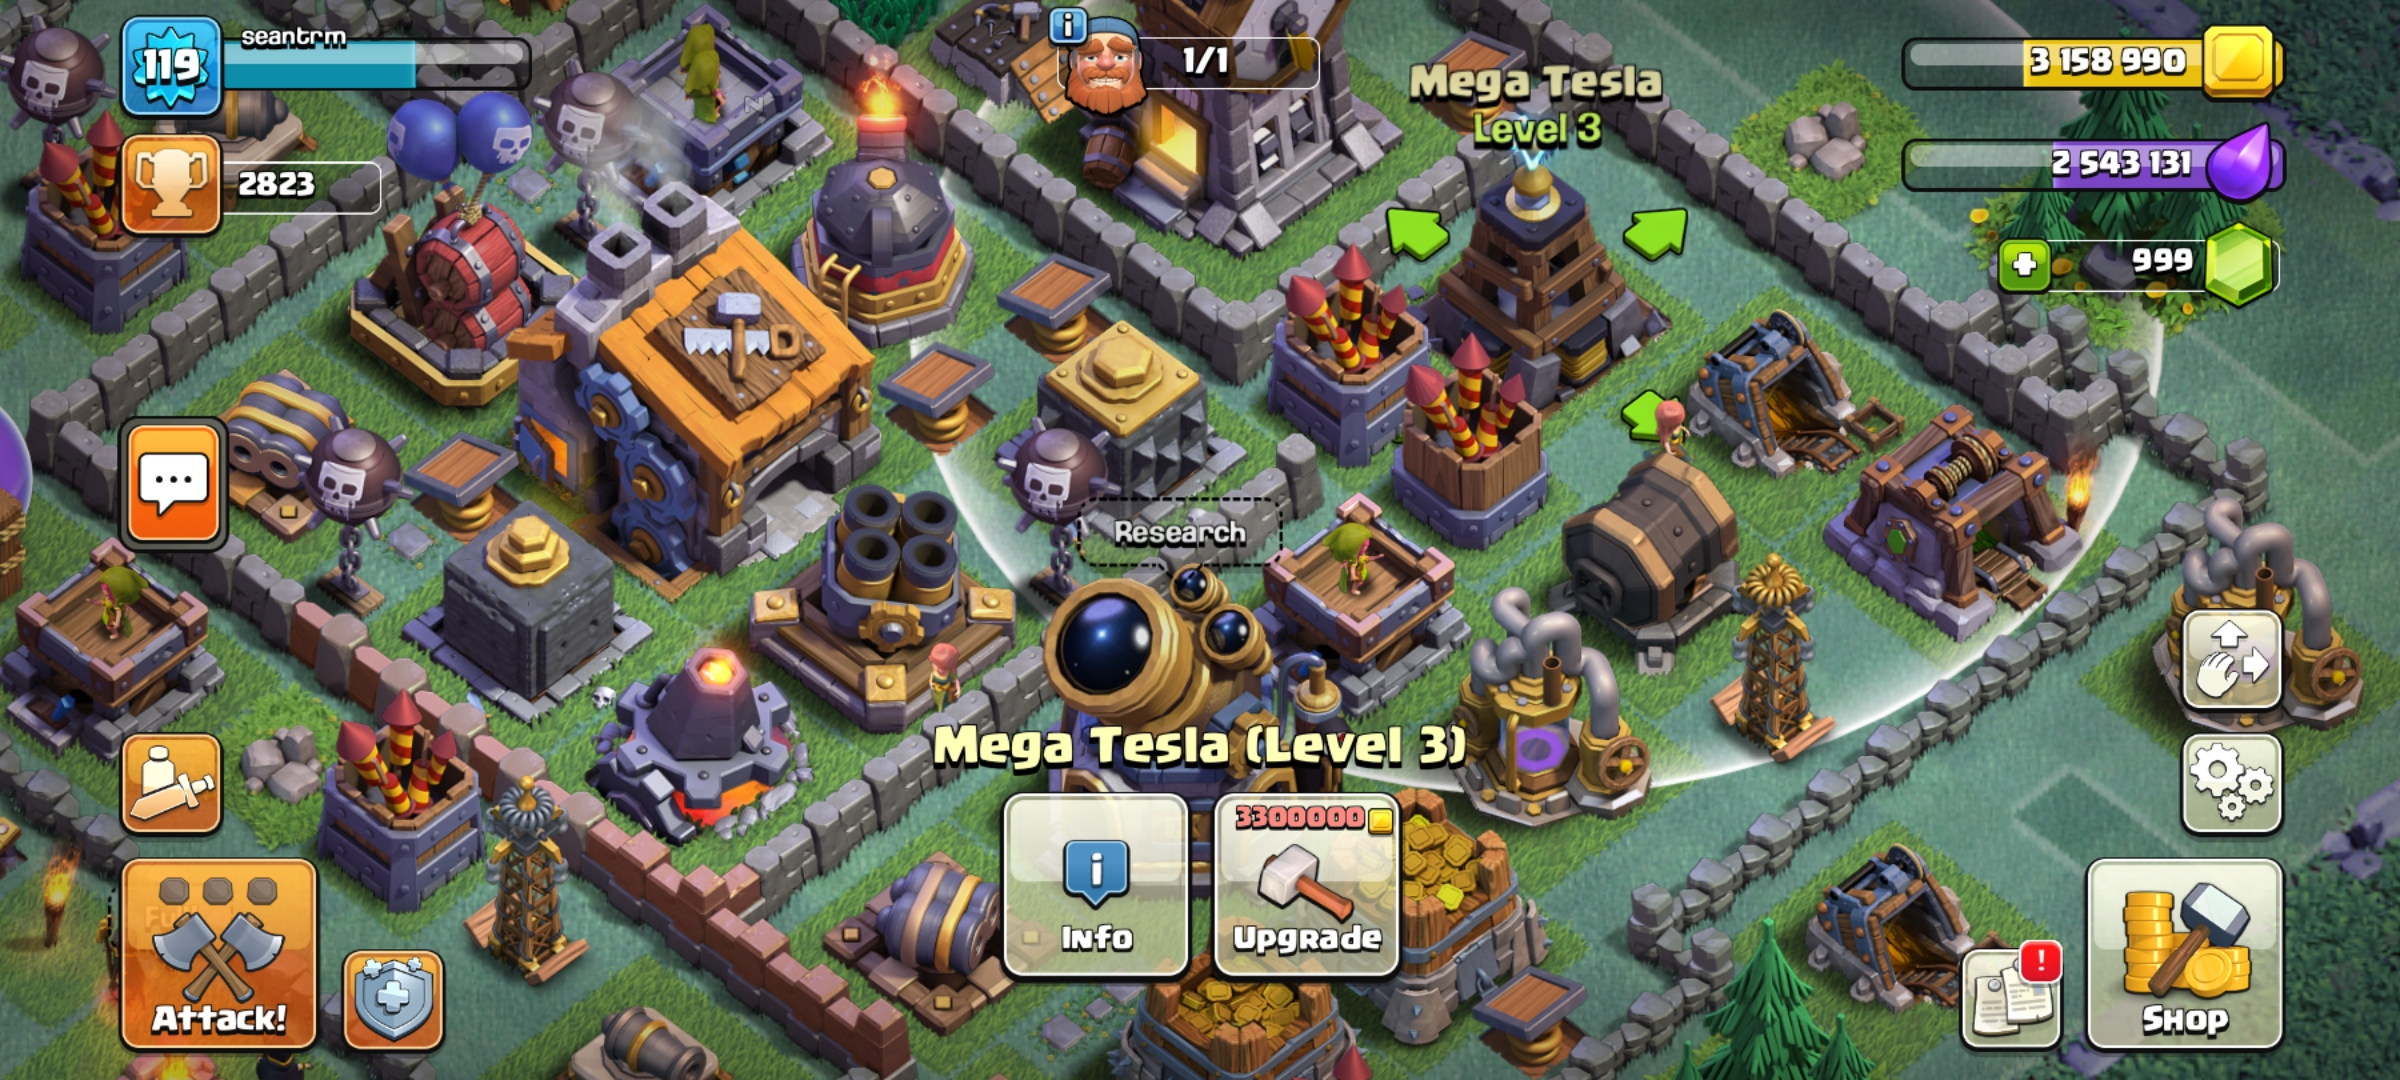 119
seantrm
1/1
3 158 990
2823
2 543 131
999
Mega Tesla
Level 3
Research
Mega Tesla (Level 3)
3300000
Info
Upgrade
Attack!
Shop
!